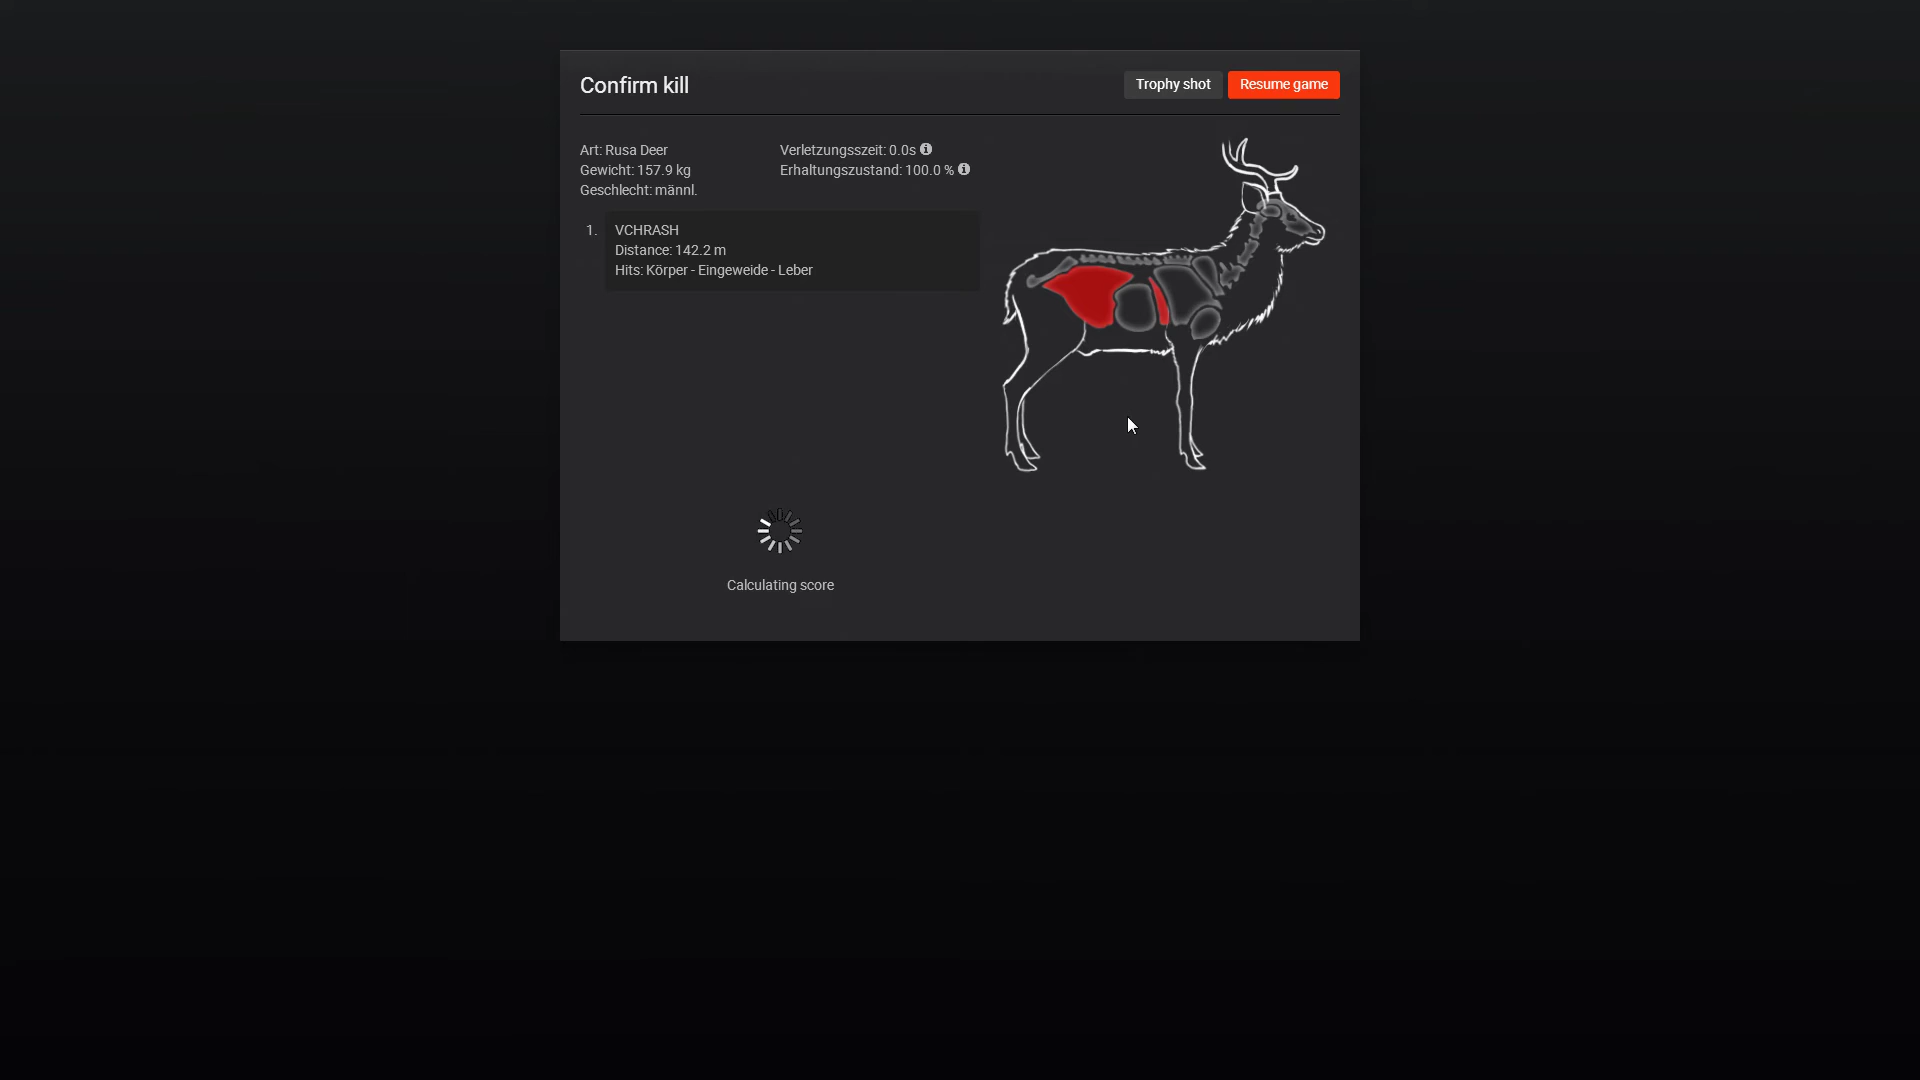 Confirm kill
Trophy shot
Resume game
Art: Rusa Deer
Gewicht: 157.9 kg
Geschlecht: männl.
Verletzungsszeit: 0.0s
Erhaltungszustand: 100.0 %
1.
VCHRASH
Distance: 142.2 m
Hits: Körper - Eingeweide - Leber
Calculating score